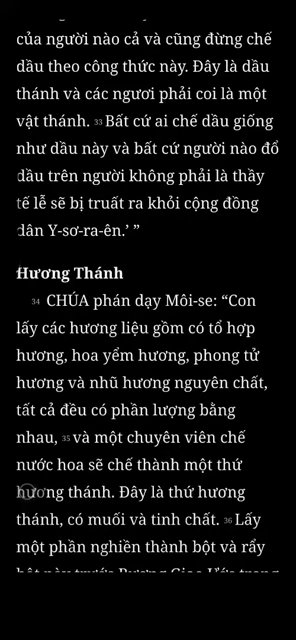 của người nào cả và cũng đừng chế
dầu theo công thức này. Đây là dầu
thánh và các ngươi phải coi là một
vật thánh. 33 Bất cứ ai chế dầu giống
như dầu này và bất cứ người nào đổ
dầu trên người không phải là thầy
tế lễ sẽ bị truất ra khỏi cộng đồng
dân Y-sơ-ra-ên.’ ”
Hương Thánh
34 CHÚA phán dạy Môi-se: “Con
lấy các hương liệu gồm có tổ hợp
hương, hoa yểm hương, phong tử
hương và nhũ hương nguyên chất,
tất cả đều có phần lượng bằng
nhau, 35 và một chuyên viên chế
nước hoa sẽ chế thành một thứ
hương thánh. Đây là thứ hương
thánh, có muối và tinh chất. 36 Lấy
một phần nghiền thành bột và rẩy